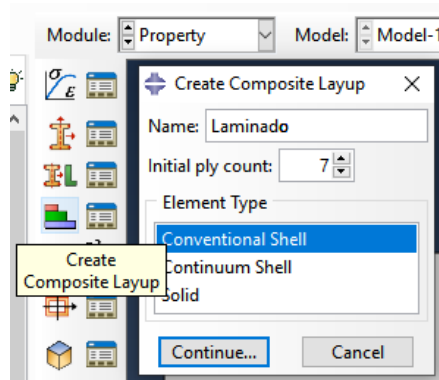 Module: Property Model: Model-1
σ ε
Create Composite Layup
Name: Laminado
Initial ply count: 7
Element Type
Conventional Shell
Continuum Shell
Solid
Create
Composite Layup
Continue... Cancel